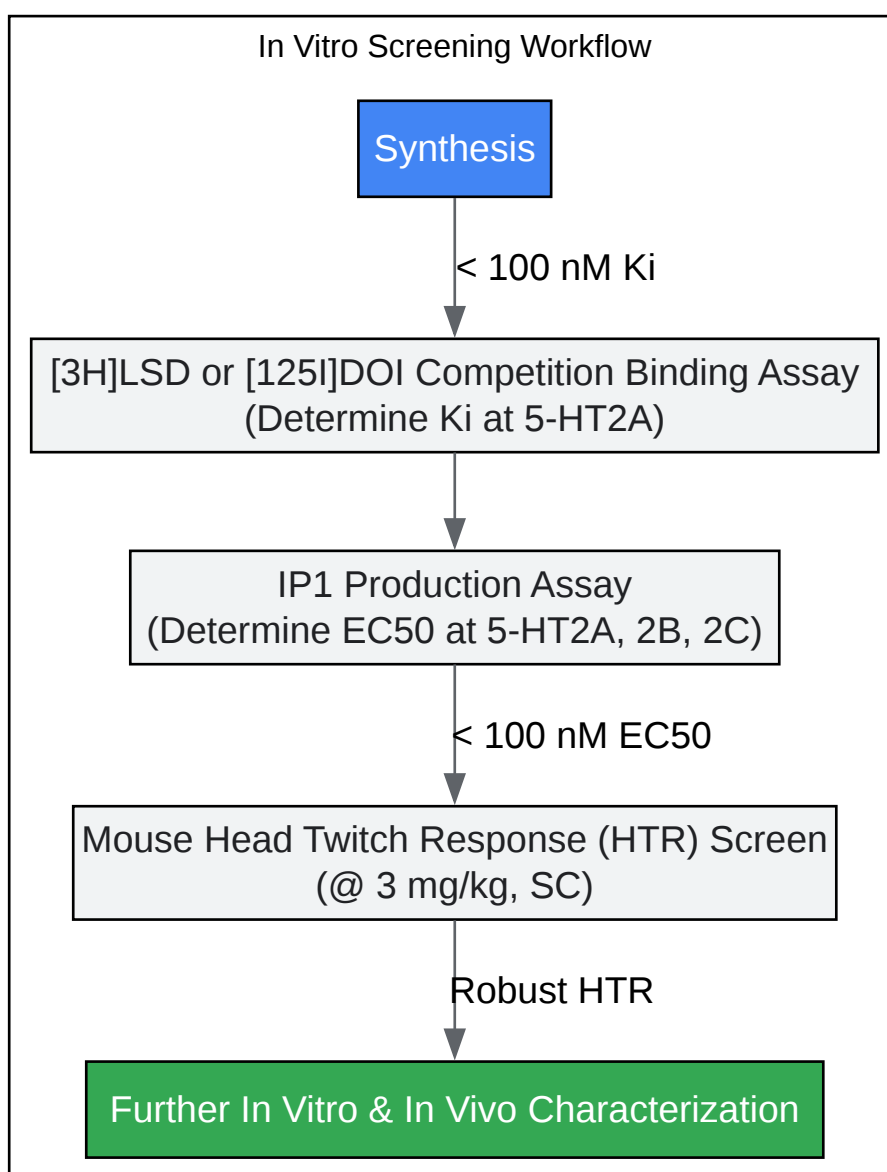 In Vitro Screening Workflow
Synthesis
< 100 nM Ki
[3H]LSD or [125I]DOI Competition Binding Assay
(Determine Ki at 5-HT2A)
IP1 Production Assay
(Determine EC50 at 5-HT2A, 2B, 2C)
< 100 nM EC50
Mouse Head Twitch Response (HTR) Screen
(@ 3 mg/kg, SC)
Robust HTR
Further In Vitro & In Vivo Characterization